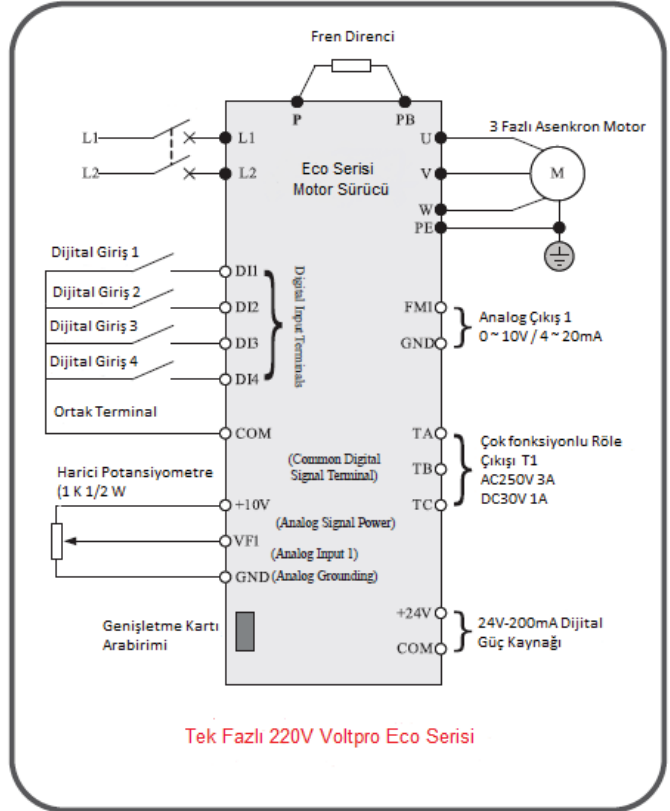 Fren Direnci
P
PB
3 Fazlı Asenkron Motor
L1
L1
U
L2
L2
Eco Serisi
Motor Sürücü
V
M
W
PE
Dijital Giriş 1
DI1
Dijital Giriş 2
DI2
Dijital Giriş 3
DI3
Dijital Giriş 4
DI4
Digital Input Terminals
Ortak Terminal
COM
FM1
GND
Analog Çıkış 1
0 ~ 10V / 4 ~ 20mA
(Common Digital
Signal Terminal)
TA
TB
TC
Çok fonksiyonlu Röle
Çıkışı T1
AC250V 3A
DC30V 1A
Harici Potansiyometre
(1 K 1/2 W
+10V
(Analog Signal Power)
VF1
(Analog Input 1)
GND (Analog Grounding)
Genişletme Kartı
Arabirimi
+24V
COM
24V-200mA Dijital
Güç Kaynağı
Tek Fazlı 220V Voltpro Eco Serisi